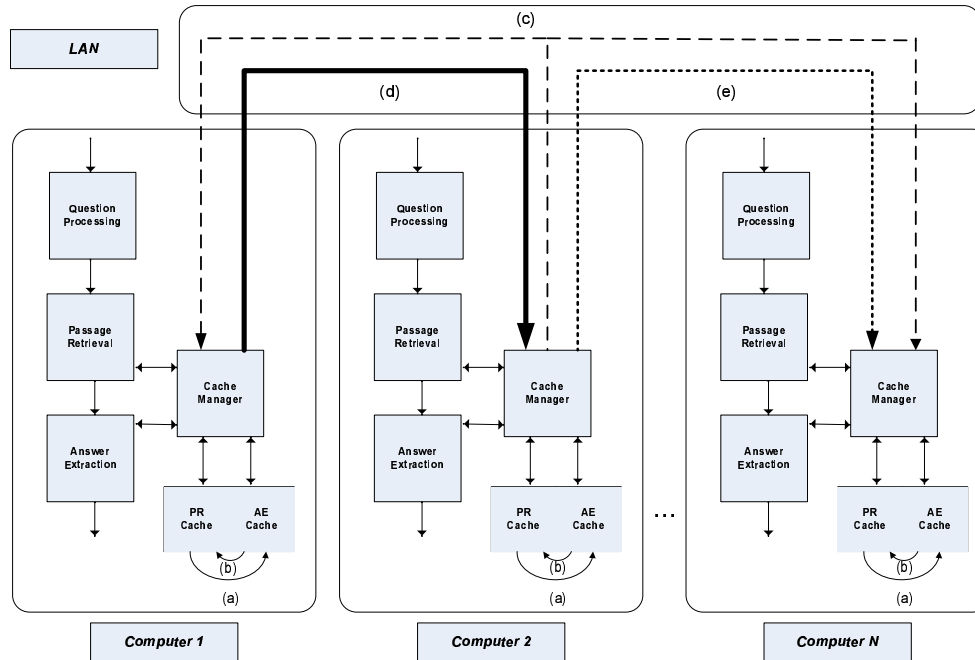 (c)
LAN
(d)
(e)
Question
Processing
Passage
Retrieval
Cache
Manager
Answer
Extraction
PR
Cache
AE
Cache
(b)
(a)
Computer 1
Question
Processing
Passage
Retrieval
Cache
Manager
Answer
Extraction
PR
Cache
AE
Cache
(b)
(a)
Computer 2
...
Question
Processing
Passage
Retrieval
Cache
Manager
Answer
Extraction
PR
Cache
AE
Cache
(b)
(a)
Computer N